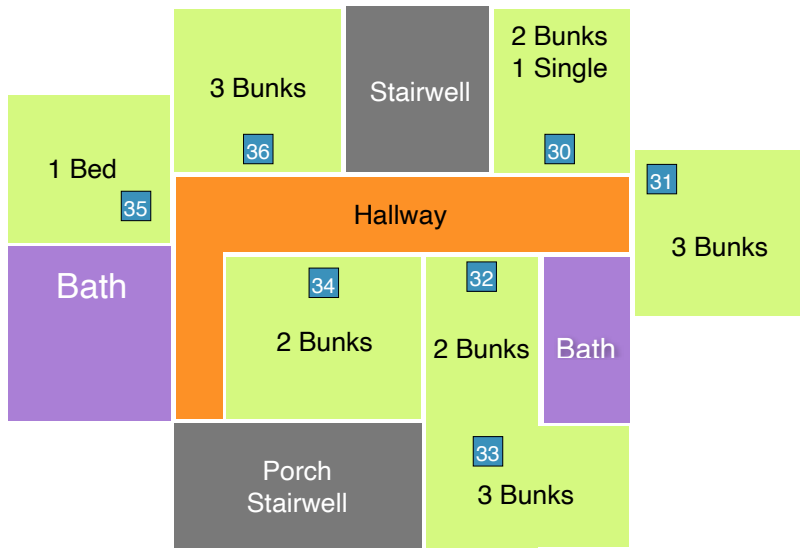 2 Bunks
1 Single
3 Bunks
Stairwell
36
30
1 Bed
31
35
Hallway
3 Bunks
32
34
Bath
2 Bunks
2 Bunks
Bath
33
Porch
Stairwell
3 Bunks